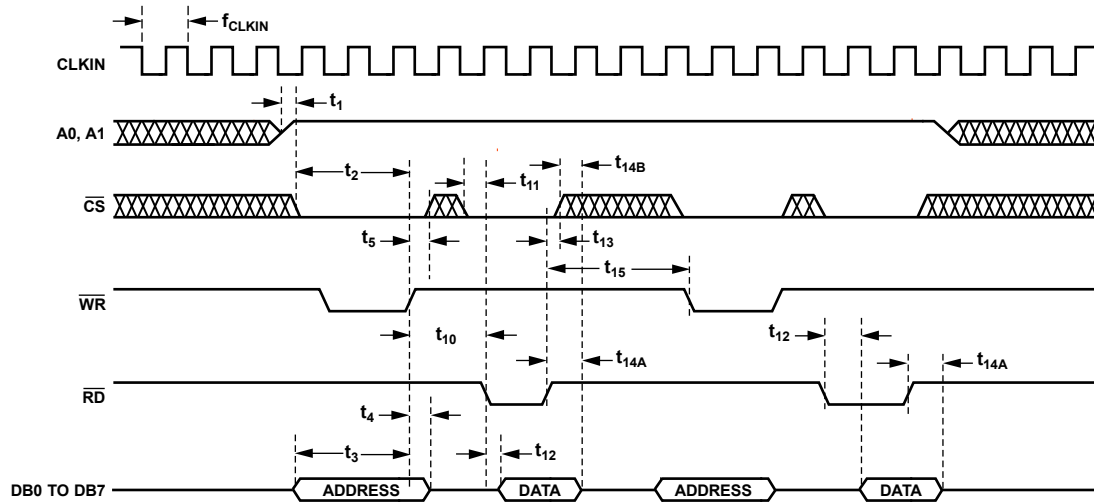 fCLKIN
CLKIN
t1
A0, A1
t2
t11
t14B
CS
t5
t13
t15
WR
t10
t12
t14A
t14A
RD
t4
t3
t12
DB0 TO DB7
ADDRESS
DATA
ADDRESS
DATA